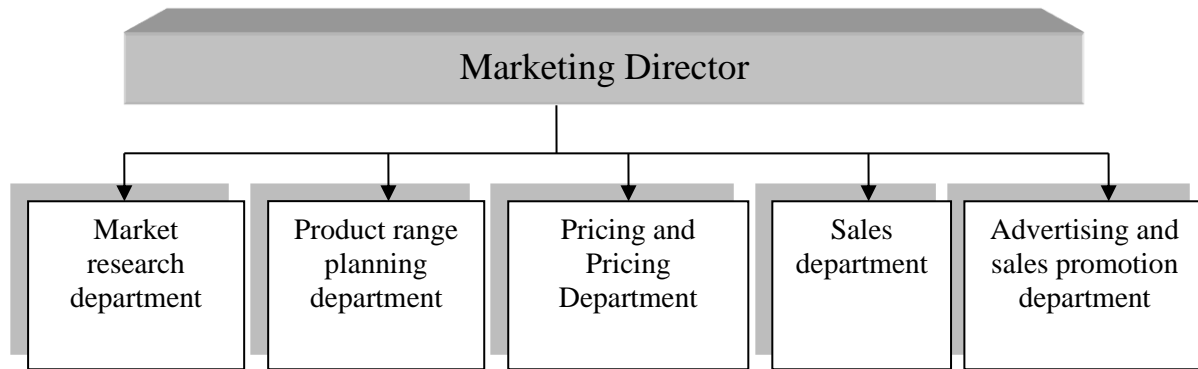 Marketing Director
Market
research
department
Product range
planning
department
Pricing and
Pricing
Department
Sales
department
Advertising and
sales promotion
department